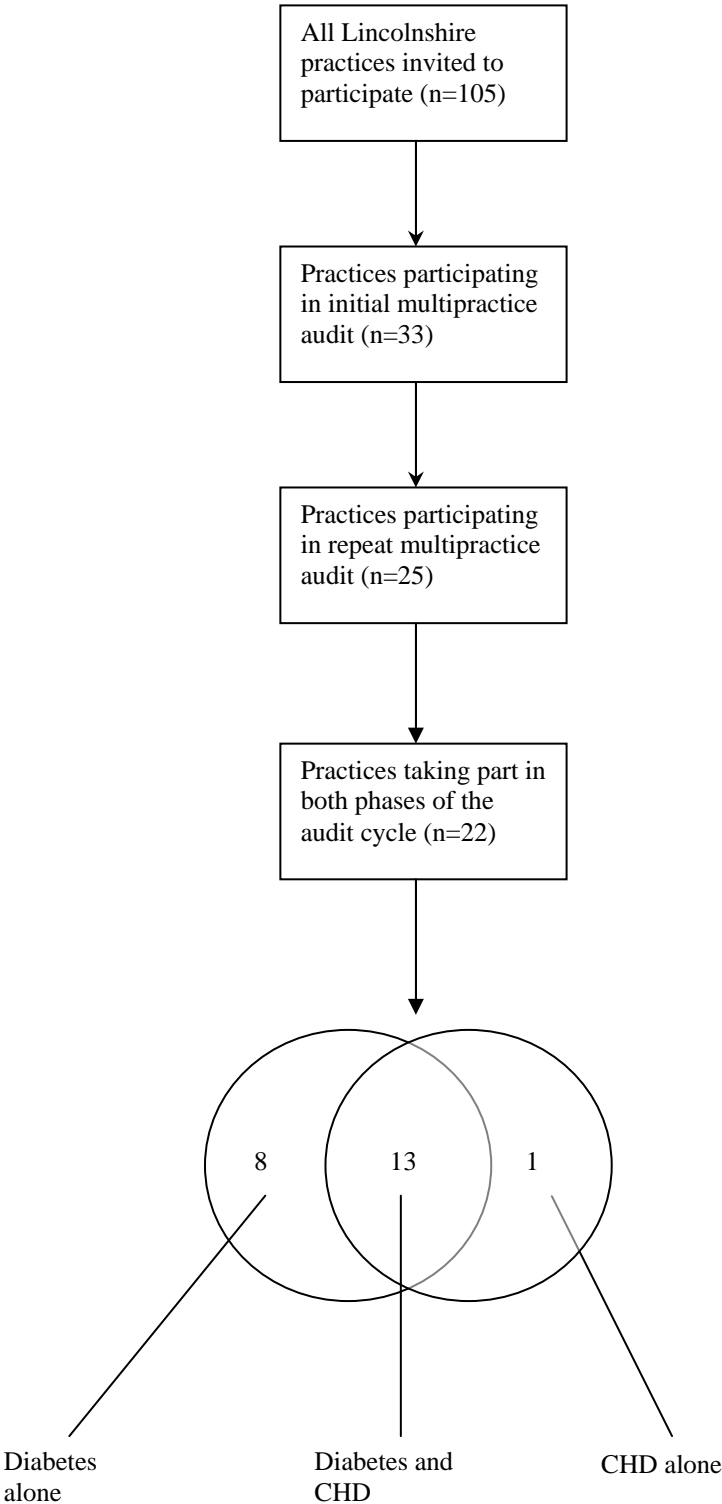 All Lincolnshire
practices invited to
participate (n=105)
Practices participating
in initial multipractice
audit (n=33)
Practices participating
in repeat multipractice
audit (n=25)
Practices taking part in
both phases of the
audit cycle (n=22)
8
13
1
Diabetes
alone
Diabetes and
CHD
CHD alone